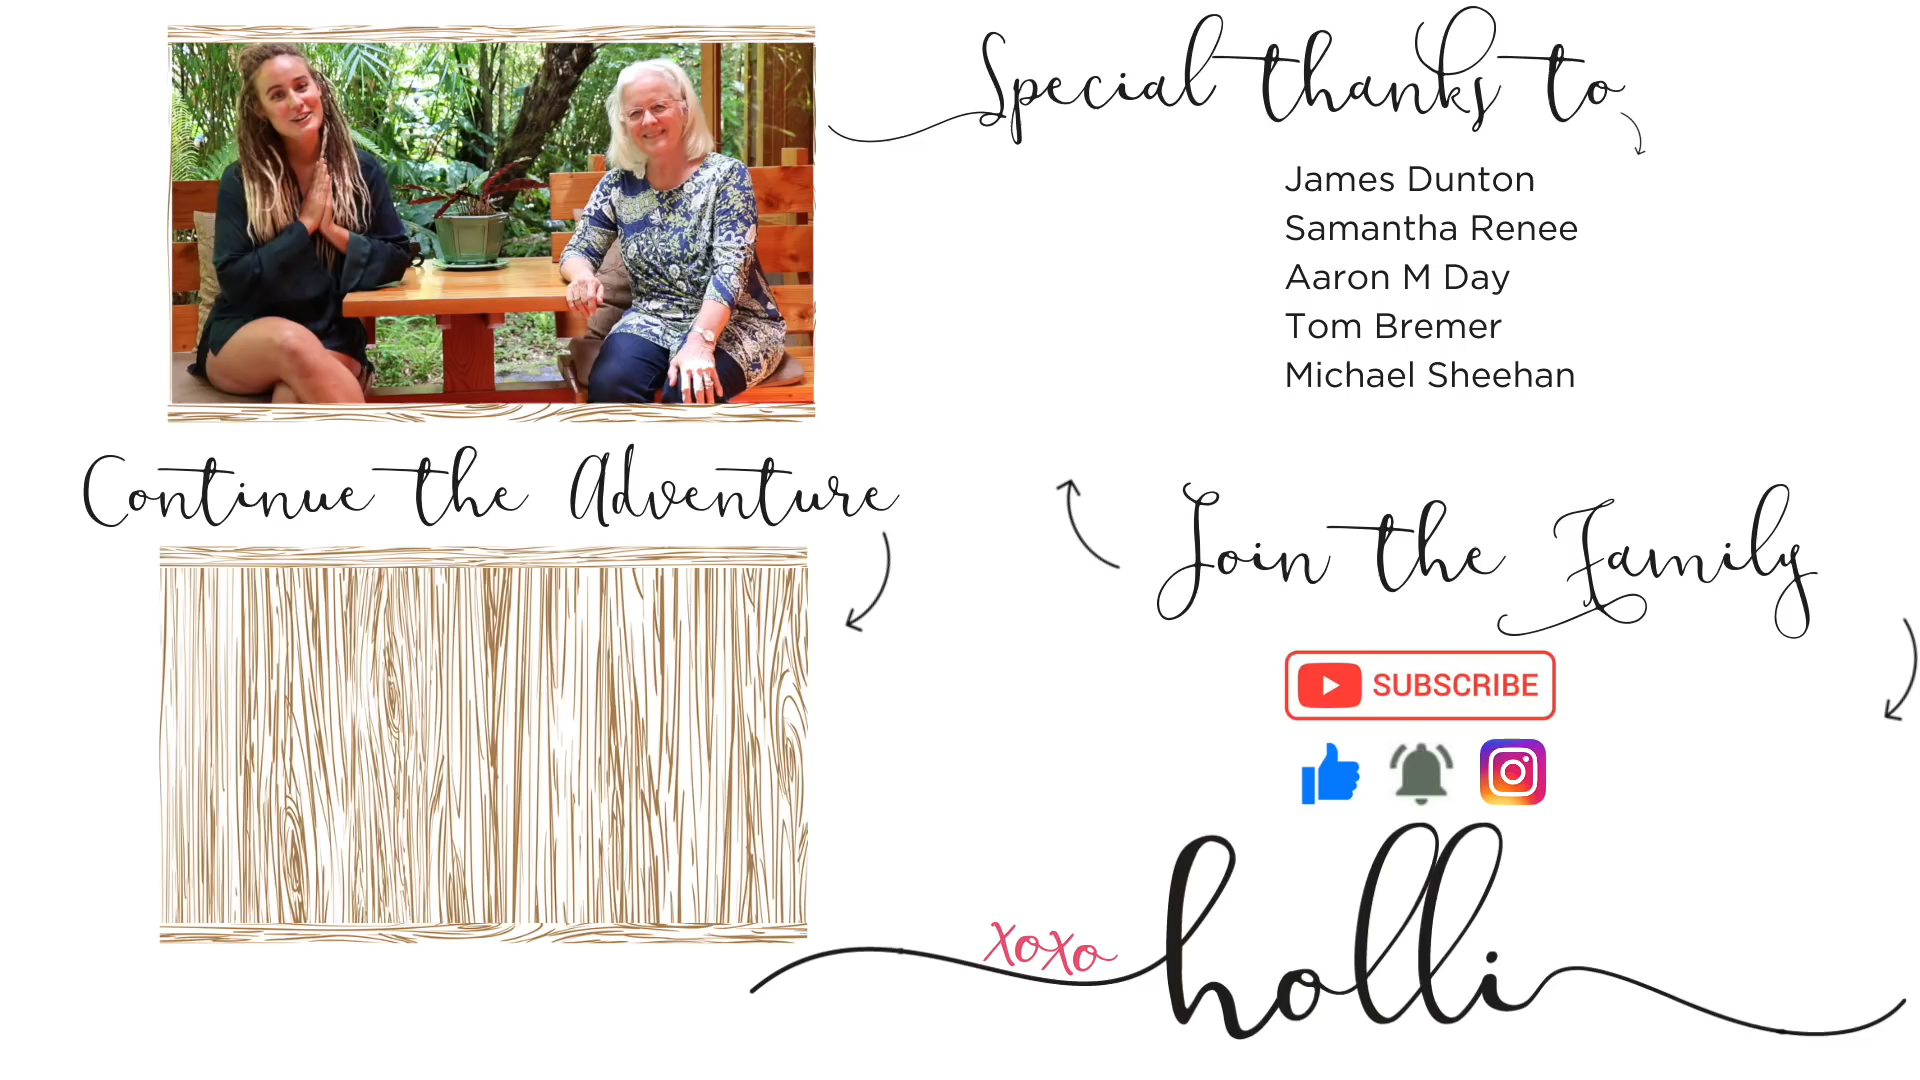 Special thanks to
James Dunton
Samantha Renee
Aaron M Day
Tom Bremer
Michael Sheehan
Continue the Adventure
Join the Family
SUBSCRIBE
xoxo
holli